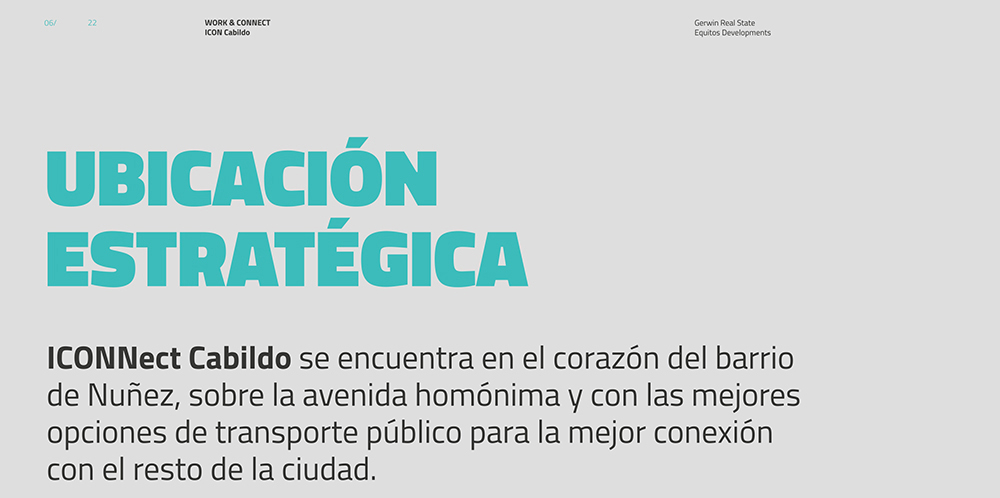 06/ 22
WORK & CONNECT
ICON Cabildo
Gerwin Real State
Equitos Developments
UBICACIÓN
ESTRATÉGICA
ICONNect Cabildo se encuentra en el corazón del barrio
de Nuñez, sobre la avenida homónima y con las mejores
opciones de transporte público para la mejor conexión
con el resto de la ciudad.